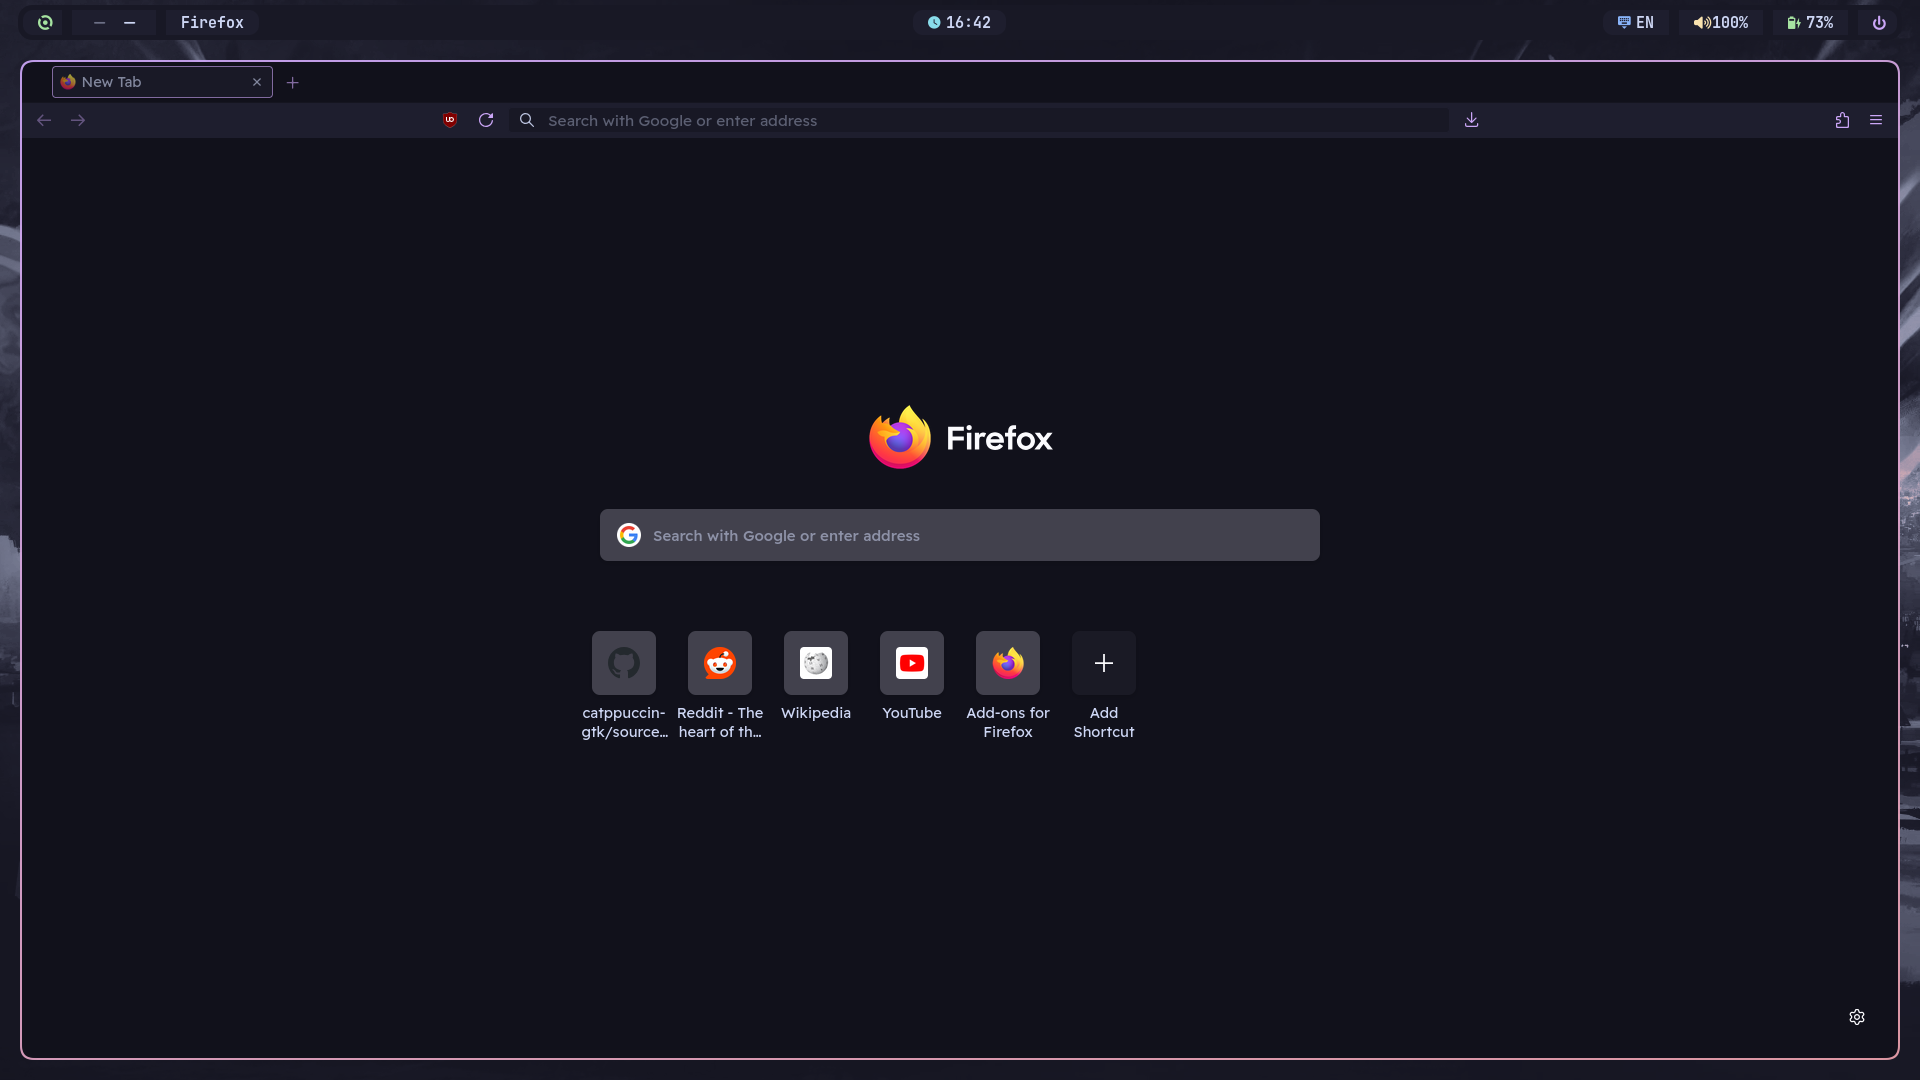 Firefox
16:42
EN
100%
73%
New Tab
Search with Google or enter address
Firefox
Search with Google or enter address
catppuccin-
gtk/source...
Reddit - The
heart of th...
Wikipedia
YouTube
Add-ons for
Firefox
Add
Shortcut